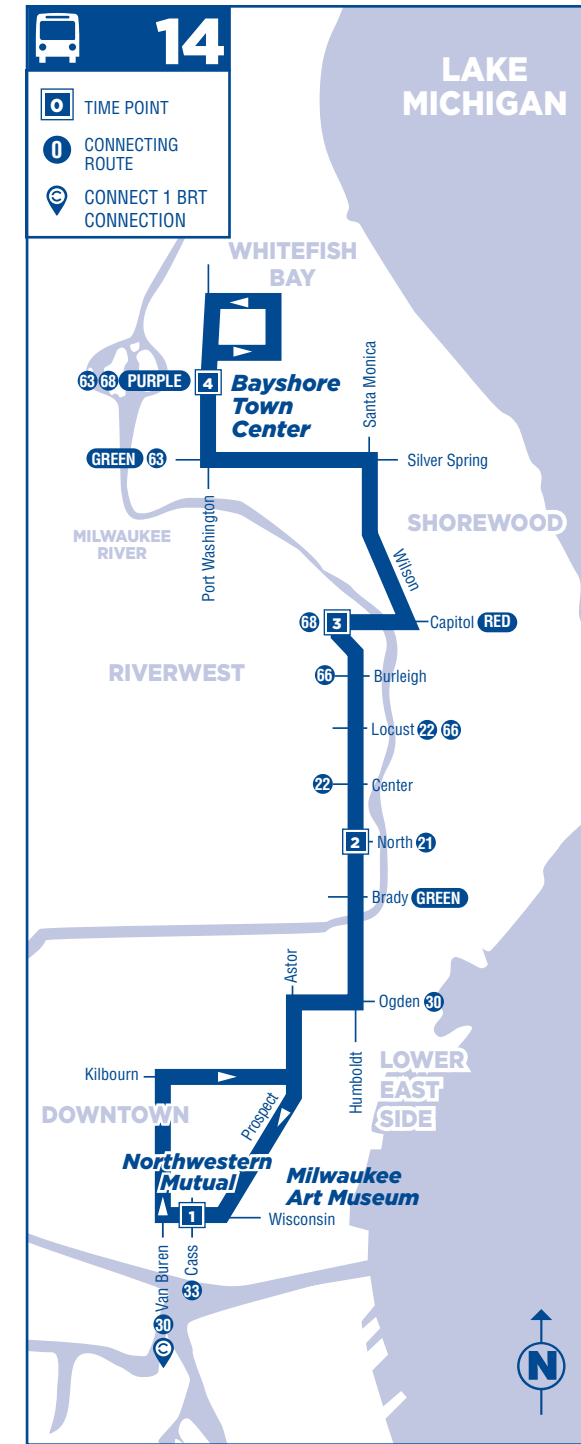 14
0 TIME POINT
0 CONNECTING
ROUTE
C CONNECT 1 BRT
CONNECTION
LAKE
MICHIGAN
WHITEFISH
BAY
63 68 PURPLE
4
Bayshore
Town
Center
Santa Monica
GREEN 63
Silver Spring
Port Washington
MILWAUKEE
RIVER
SHOREWOOD
Wilson
68 3
Capitol RED
RIVERWEST
66
Burleigh
Locust 22 66
22
Center
2
North 21
Brady GREEN
Astor
Ogden 30
Humboldt
LOWER
EAST
SIDE
Kilbourn
DOWNTOWN
Prospect
Northwestern
Mutual
Milwaukee
Art Museum
1
Wisconsin
Van Buren
30
C
Cass
33
N